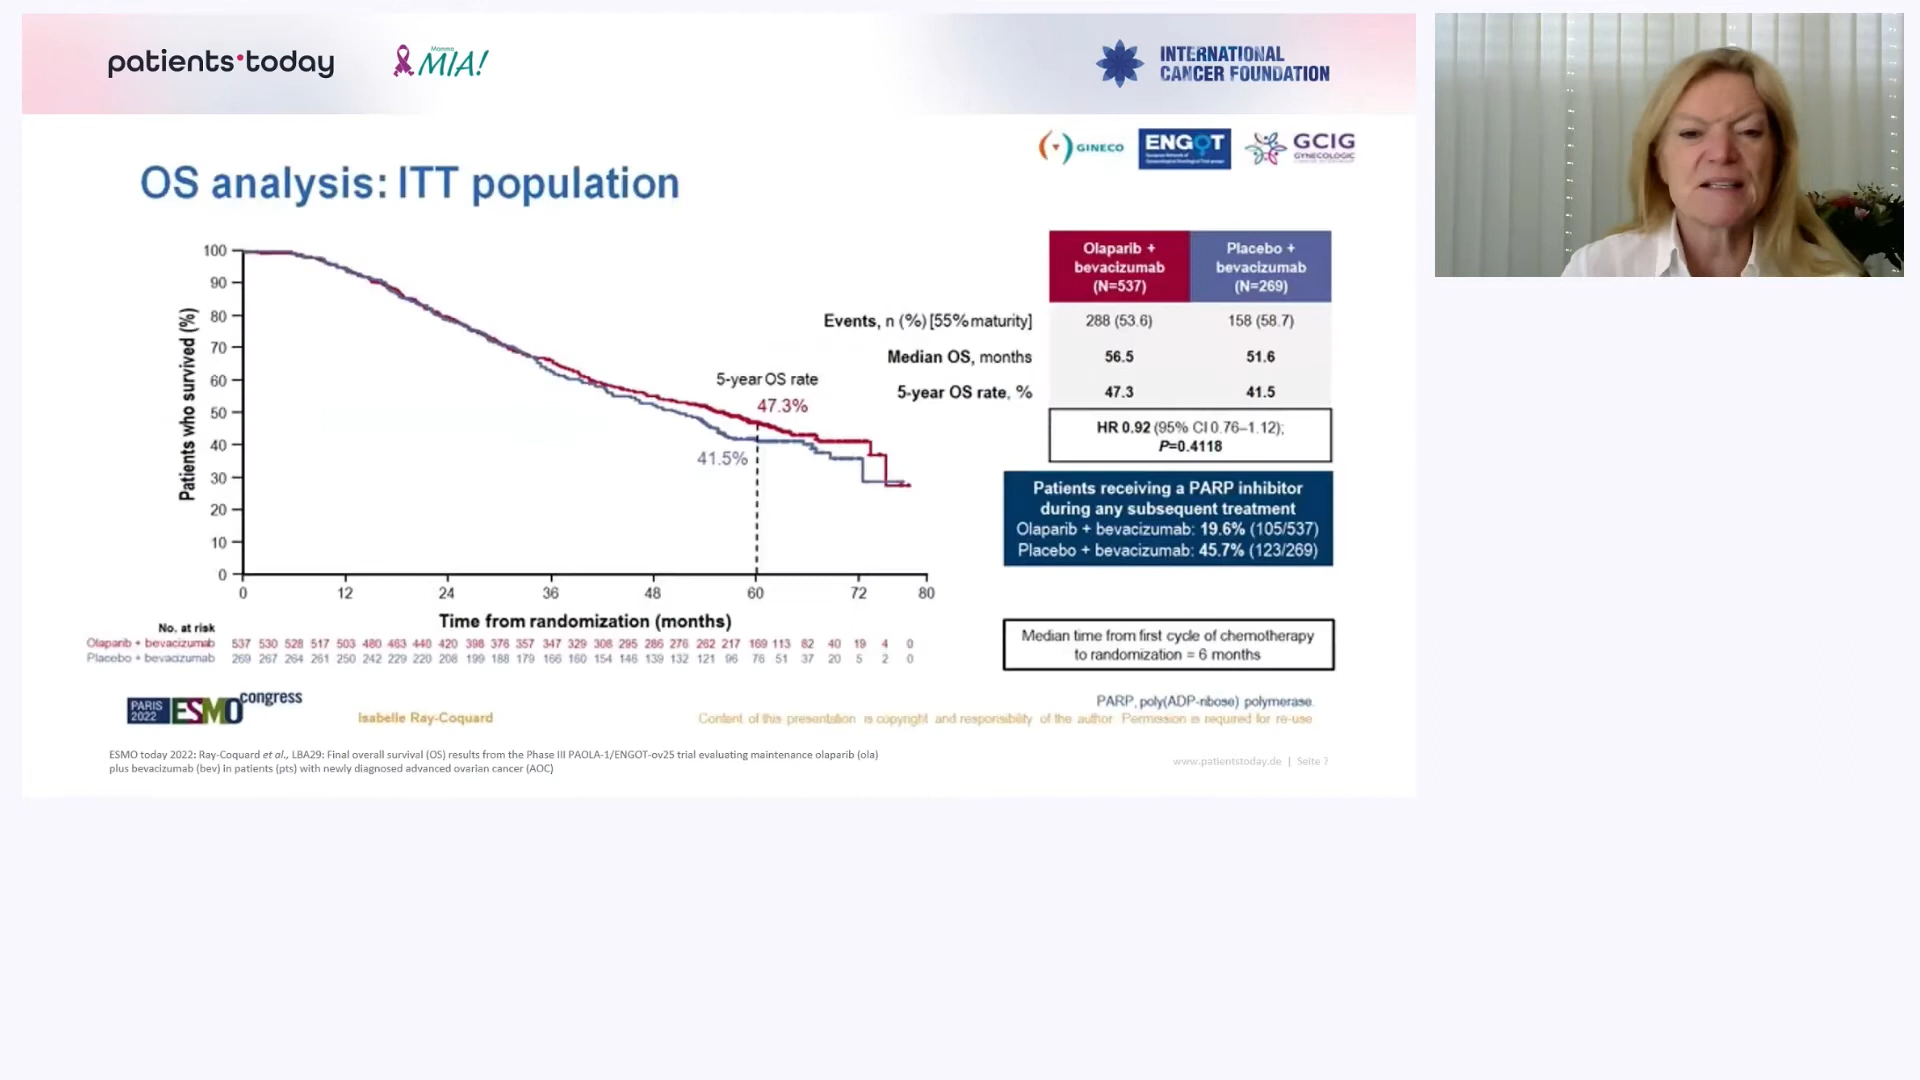 patients•today
Mamma
MIA!
INTERNATIONAL
CANCER FOUNDATION
GINECO
ENGOT
GCIG
OS analysis: ITT population
Olaparib +
bevacizumab
(N=537)
Placebo +
bevacizumab
(N=269)
Events, n (%) [55% maturity]
288 (53.6)
158 (58.7)
Median OS, months
56.5
51.6
5-year OS rate, %
47.3
41.5
HR 0.92 (95% CI 0.76–1.12);
P=0.4118
Patients receiving a PARP inhibitor
during any subsequent treatment
Olaparib + bevacizumab: 19.6% (105/537)
Placebo + bevacizumab: 45.7% (123/269)
Median time from first cycle of chemotherapy
to randomization = 6 months
Patients who survived (%)
100
90
80
70
60
50
40
30
20
10
0
5-year OS rate
47.3%
41.5%
0 12 24 36 48 60 72 80
Time from randomization (months)
No. at risk
Olaparib + bevacizumab 537 530 528 517 503 480 463 440 420 398 376 357 347 329 308 295 286 276 262 217 169 113 82 40 19 4 0
Placebo + bevacizumab 269 267 264 261 250 242 229 220 208 199 188 179 166 160 154 146 139 132 121 96 76 51 37 20 5 2 0
PARIS
2022
ESMO congress
Isabelle Ray-Coquard
PARP, poly(ADP-ribose) polymerase.
Content of this presentation is copyright and responsibility of the author. Permission is required for re-use.
ESMO today 2022: Ray-Coquard et al., LBA29: Final overall survival (OS) results from the Phase III PAOLA-1/ENGOT-ov25 trial evaluating maintenance olaparib (ola)
plus bevacizumab (bev) in patients (pts) with newly diagnosed advanced ovarian cancer (AOC)
www.patientstoday.de | Seite 7